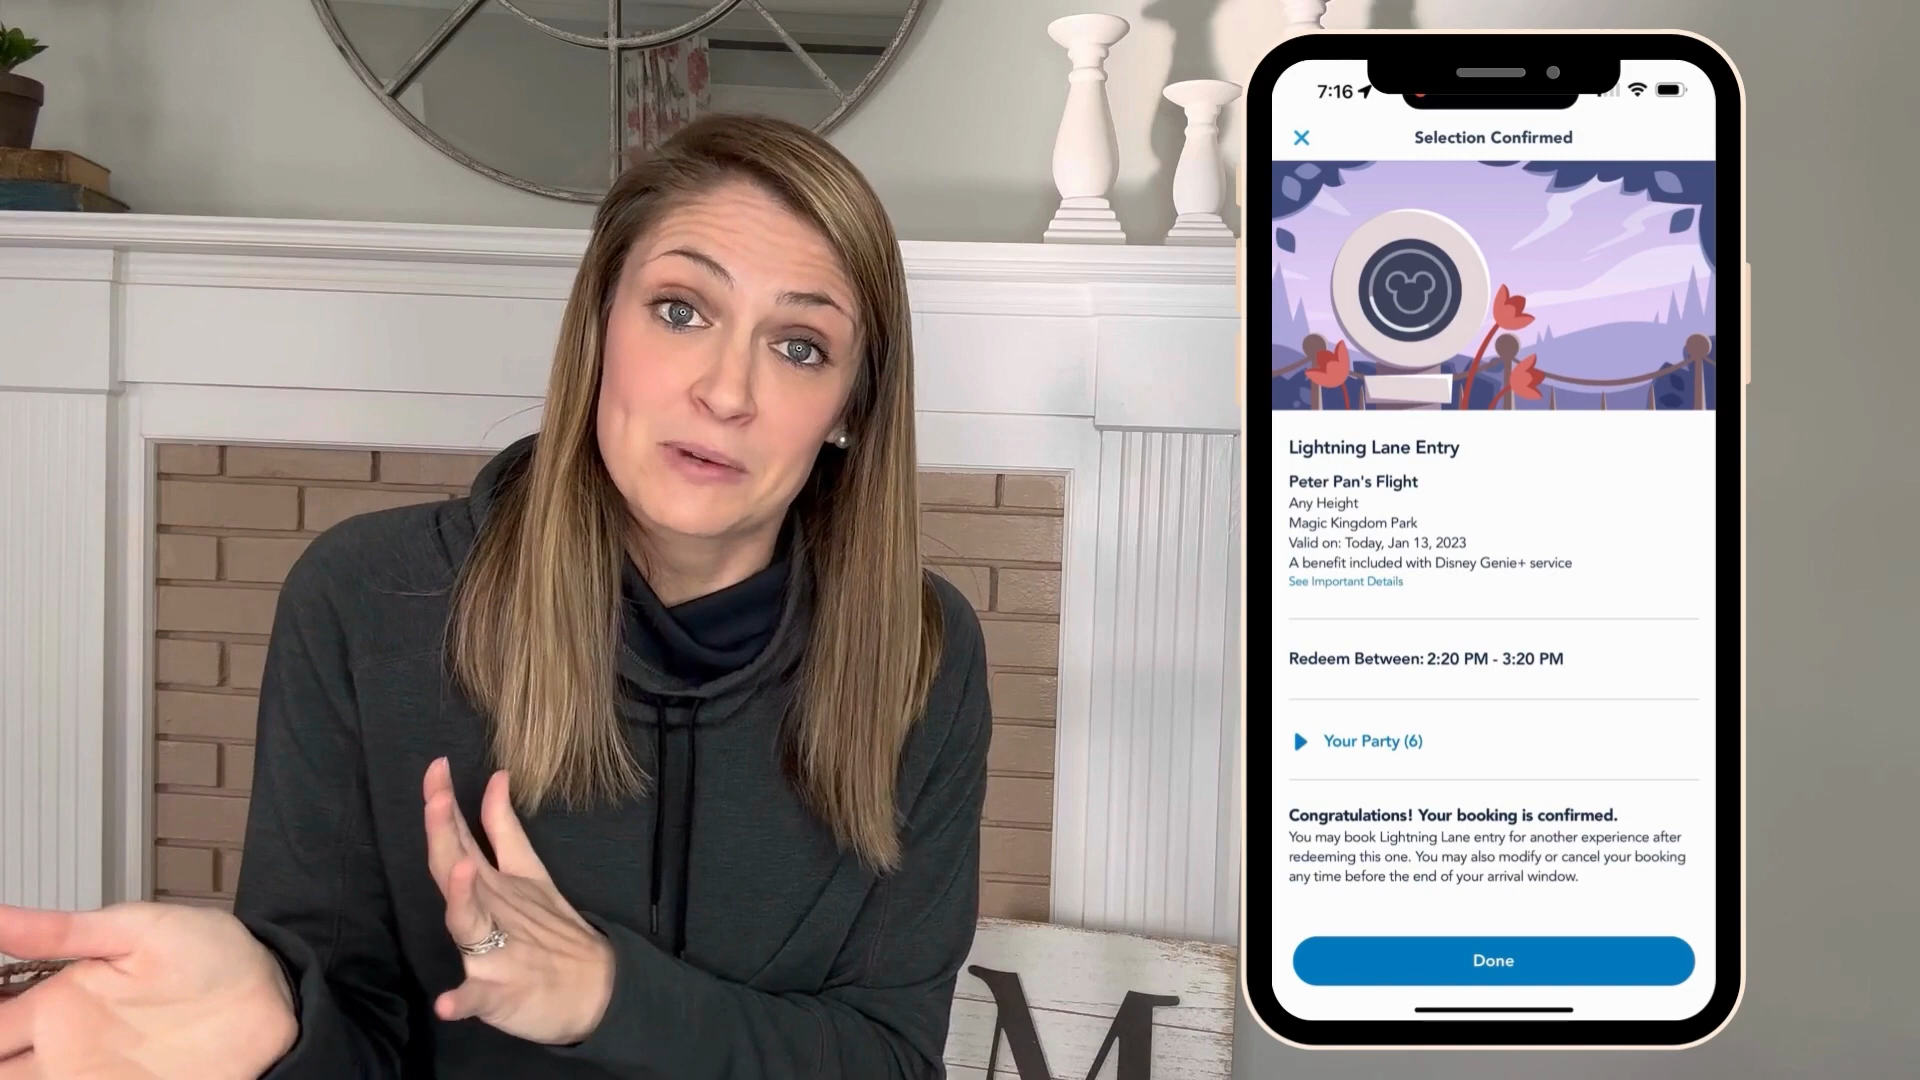 7:16
Selection Confirmed
Lightning Lane Entry
Peter Pan's Flight
Any Height
Magic Kingdom Park
Valid on: Today, Jan 13, 2023
A benefit included with Disney Genie+ service
See Important Details
Redeem Between: 2:20 PM - 3:20 PM
Your Party (6)
Congratulations! Your booking is confirmed.
You may book Lightning Lane entry for another experience after
redeeming this one. You may also modify or cancel your booking
any time before the end of your arrival window.
Done
M